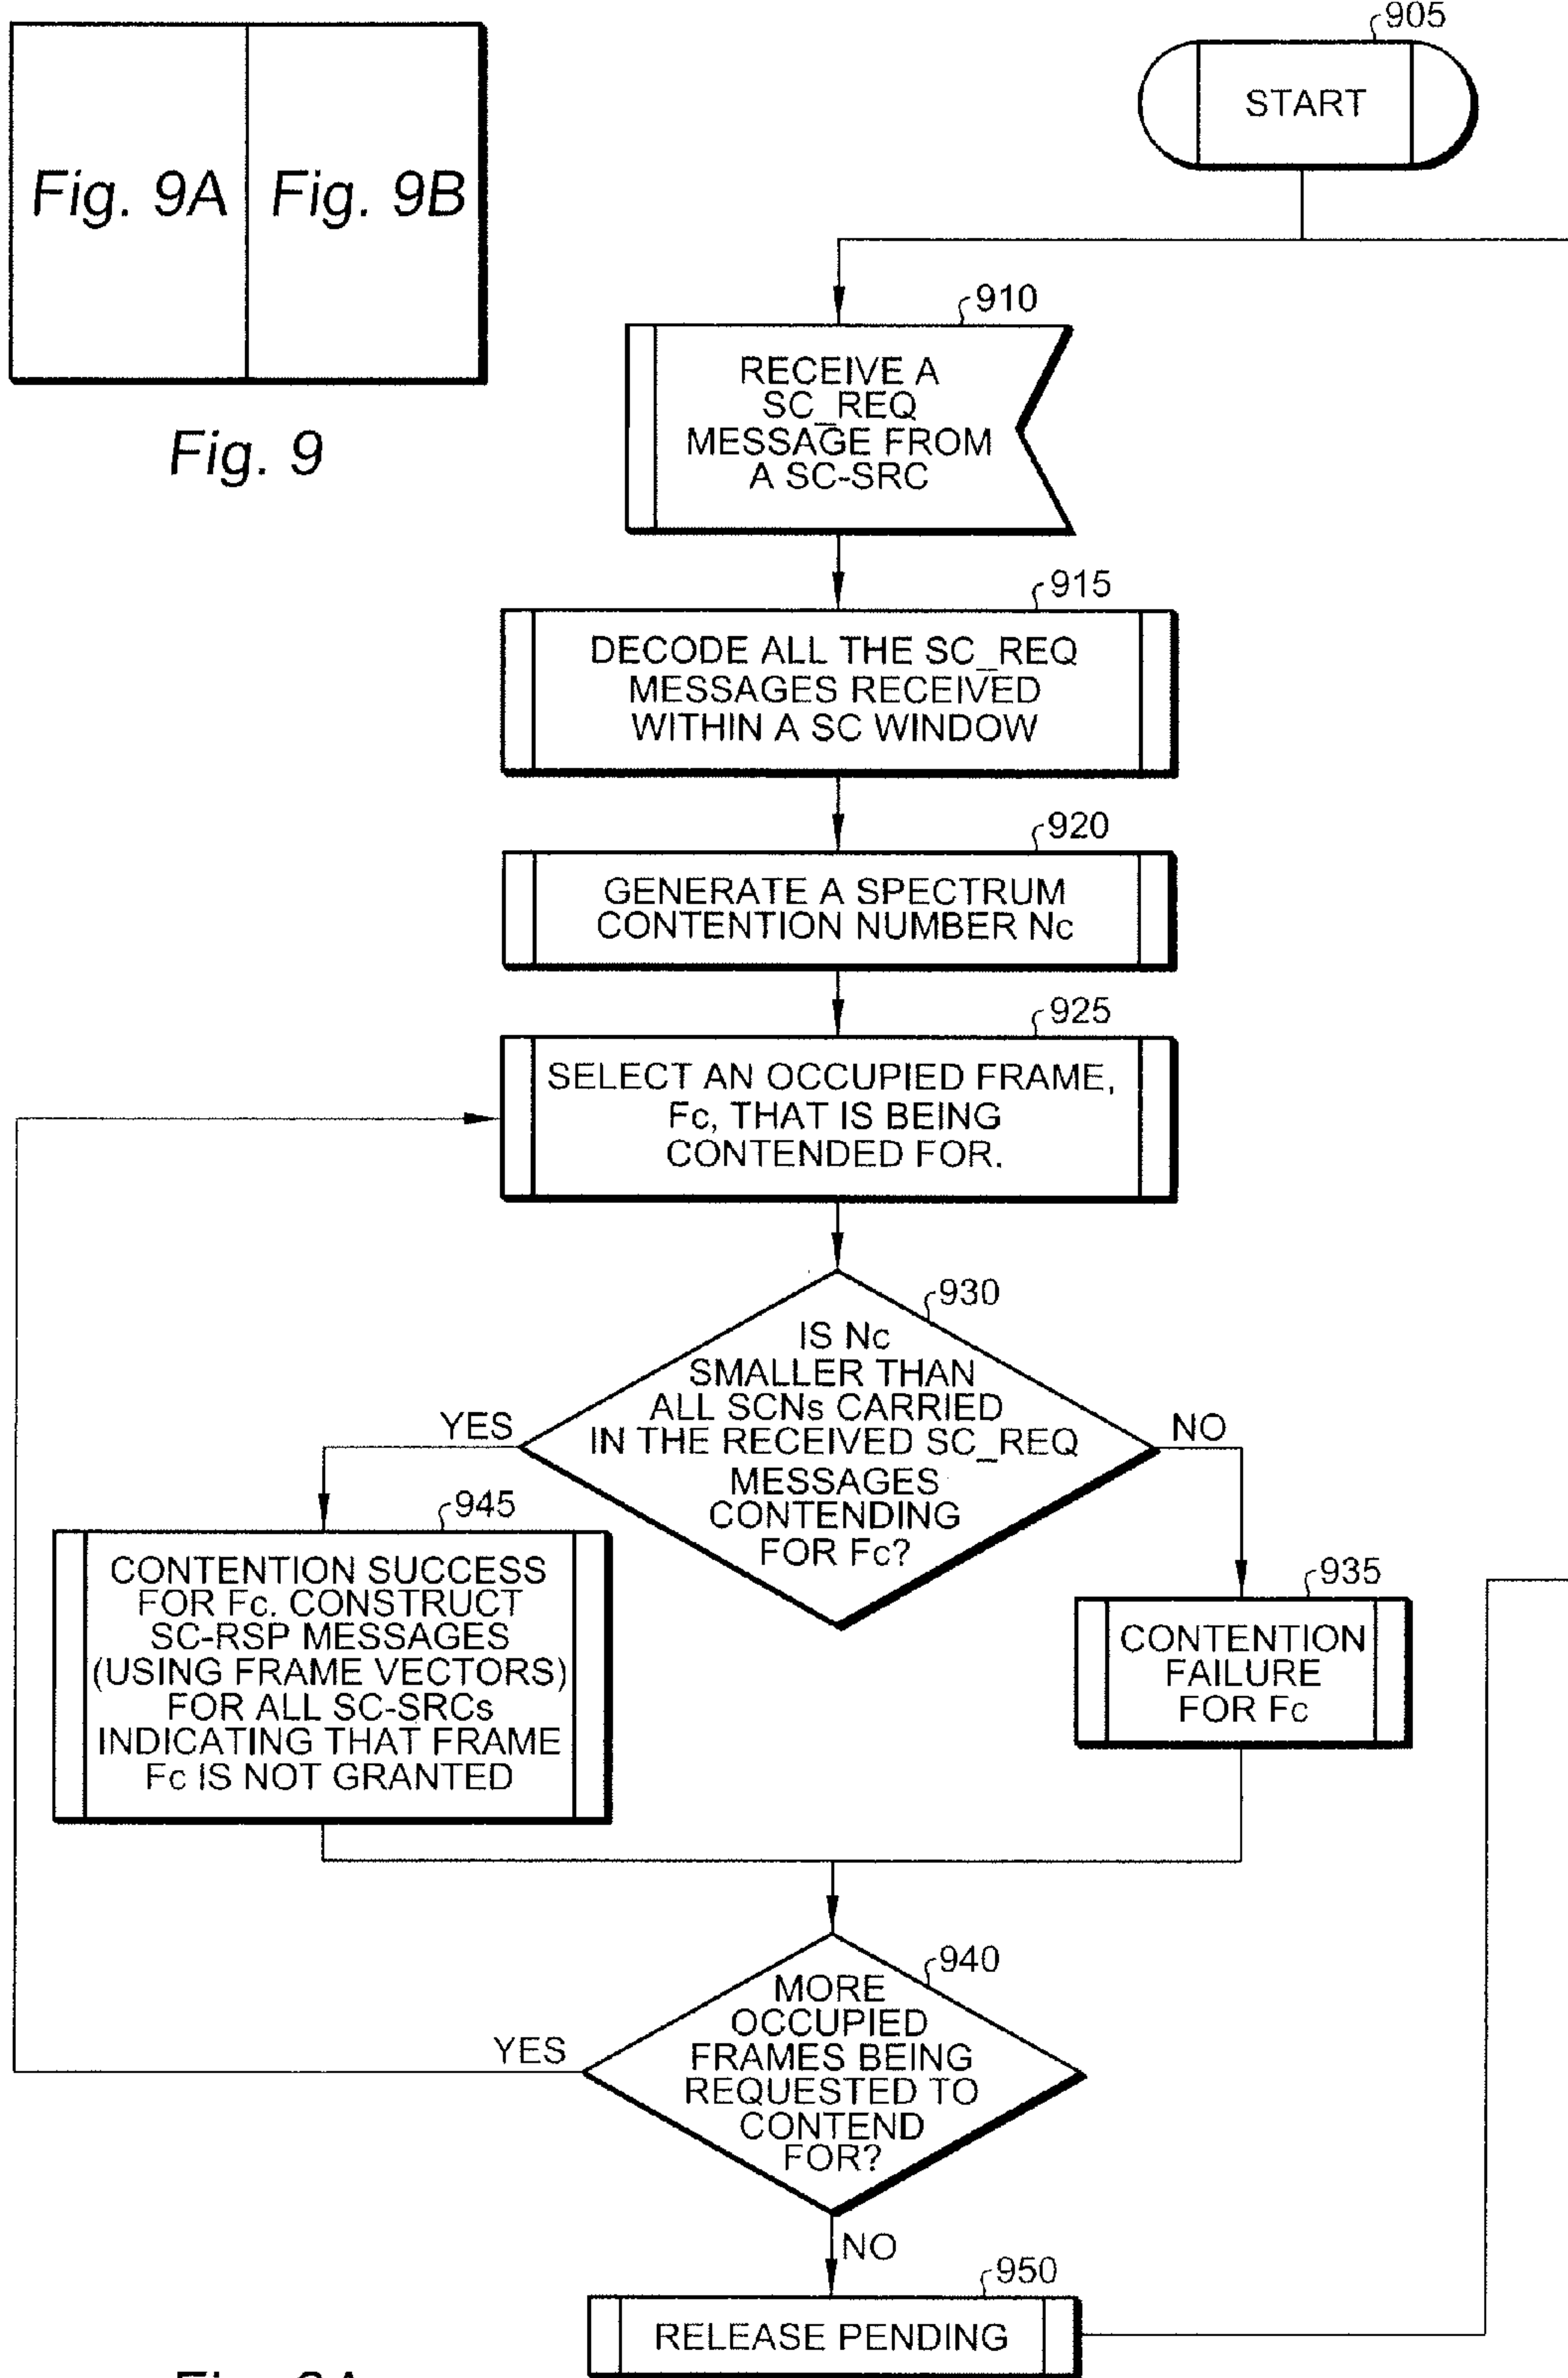 Fig. 9A
Fig. 9B
Fig. 9
905
START
910
RECEIVE A
SC_REQ
MESSAGE FROM
A SC-SRC
915
DECODE ALL THE SC_REQ
MESSAGES RECEIVED
WITHIN A SC WINDOW
920
GENERATE A SPECTRUM
CONTENTION NUMBER Nc
925
SELECT AN OCCUPIED FRAME,
Fc, THAT IS BEING
CONTENDED FOR.
930
IS Nc
SMALLER THAN
ALL SCNs CARRIED
IN THE RECEIVED SC_REQ
MESSAGES
CONTENDING
FOR Fc?
YES
NO
945
CONTENTION SUCCESS
FOR Fc. CONSTRUCT
SC-RSP MESSAGES
(USING FRAME VECTORS)
FOR ALL SC-SRCs
INDICATING THAT FRAME
Fc IS NOT GRANTED
935
CONTENTION
FAILURE
FOR Fc
940
MORE
OCCUPIED
FRAMES BEING
REQUESTED TO
CONTEND
FOR?
YES
NO
950
RELEASE PENDING